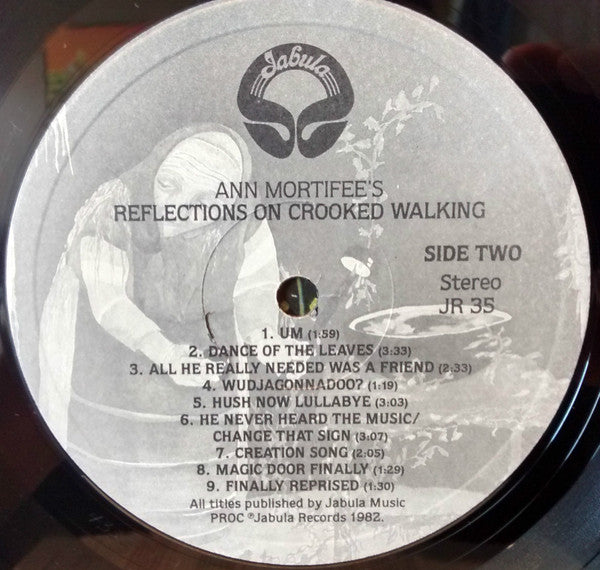 Jabula
ANN MORTIFEE'S
REFLECTIONS ON CROOKED WALKING
SIDE TWO
Stereo
JR 35
1. UM (1:59)
2. DANCE OF THE LEAVES (3:33)
3. ALL HE REALLY NEEDED WAS A FRIEND (2:33)
4. WUDJAGONNADOO? (1:19)
5. HUSH NOW LULLABYE (3:03)
6. HE NEVER HEARD THE MUSIC/
CHANGE THAT SIGN (3:07)
7. CREATION SONG (2:05)
8. MAGIC DOOR FINALLY (1:29)
9. FINALLY REPRISED (1:30)
All titles published by Jabula Music
PROC ℗Jabula Records 1982.